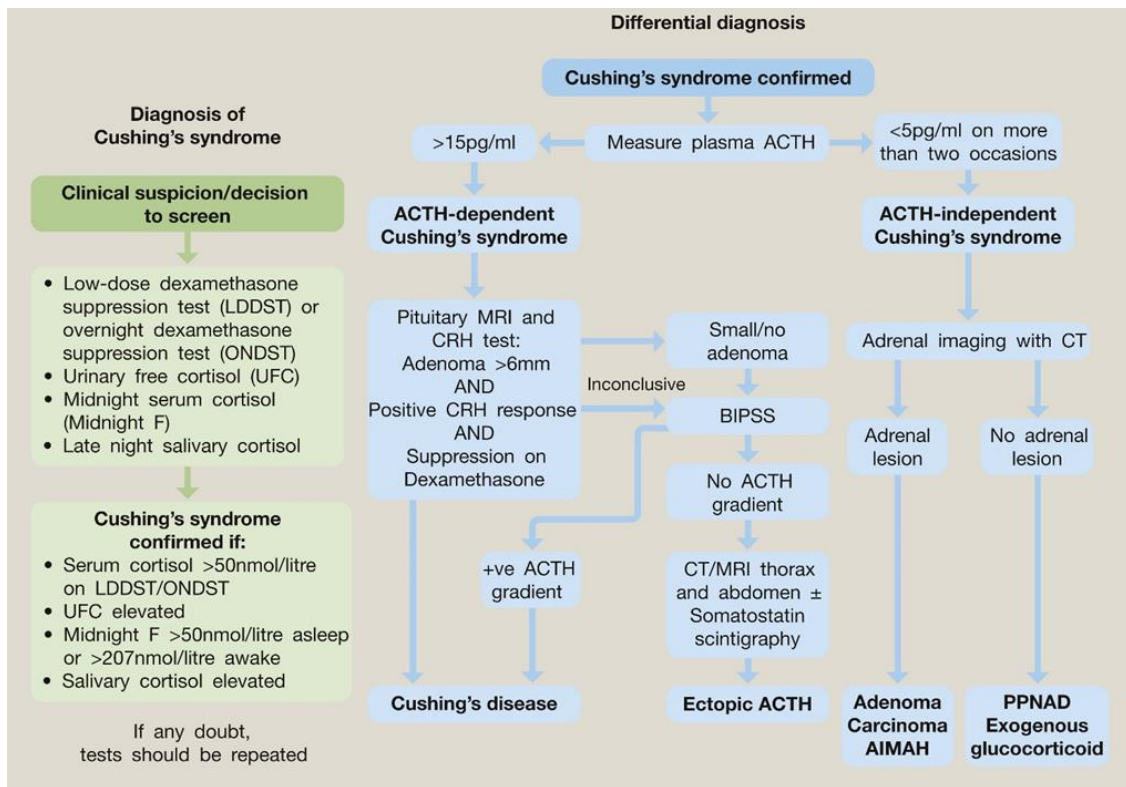 Diagnosis of
Cushing's syndrome
Clinical suspicion/decision
to screen
• Low-dose dexamethasone
suppression test (LDDST) or
overnight dexamethasone
suppression test (ONDST)
• Urinary free cortisol (UFC)
• Midnight serum cortisol
(Midnight F)
• Late night salivary cortisol
Cushing's syndrome
confirmed if:
• Serum cortisol >50nmol/litre
on LDDST/ONDST
• UFC elevated
• Midnight F >50nmol/litre asleep
or >207nmol/litre awake
• Salivary cortisol elevated
If any doubt,
tests should be repeated
Differential diagnosis
Cushing's syndrome confirmed
Measure plasma ACTH
>15pg/ml
<5pg/ml on more
than two occasions
ACTH-dependent
Cushing's syndrome
ACTH-independent
Cushing's syndrome
Pituitary MRI and
CRH test:
Adenoma >6mm
AND
Positive CRH response
AND
Suppression on
Dexamethasone
Inconclusive
Small/no
adenoma
BIPSS
No ACTH
gradient
+ve ACTH
gradient
CT/MRI thorax
and abdomen ±
Somatostatin
scintigraphy
Adrenal imaging with CT
Adrenal
lesion
No adrenal
lesion
Cushing's disease
Ectopic ACTH
Adenoma
Carcinoma
AIMAH
PPNAD
Exogenous
glucocorticoid